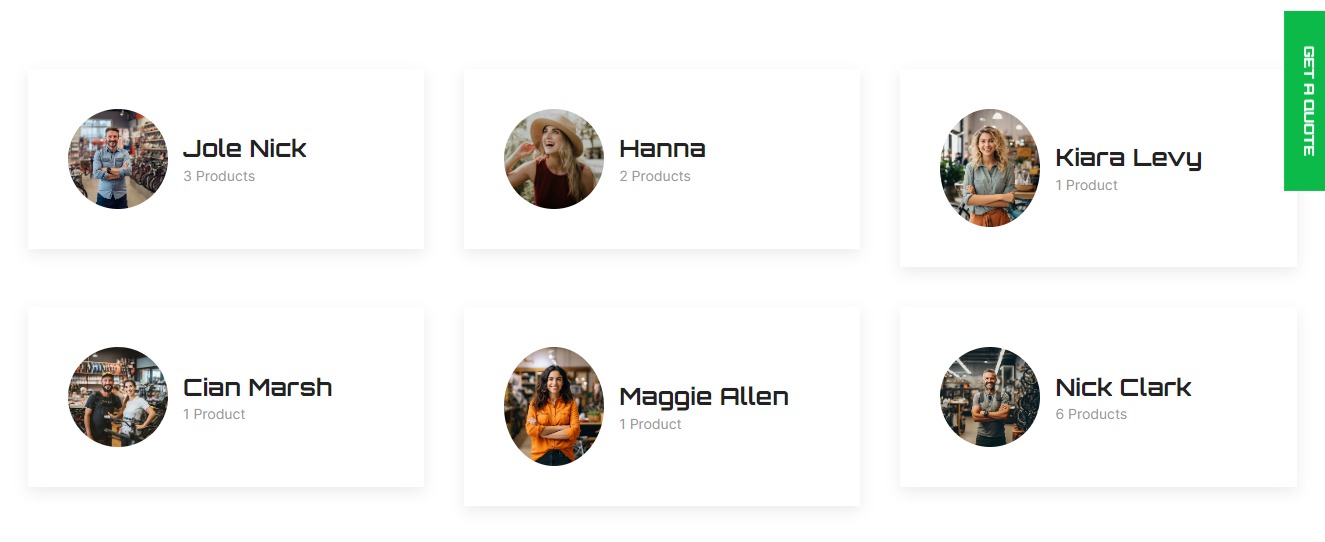 GET A QUOTE
Jole Nick
3 Products
Hanna
2 Products
Kiara Levy
1 Product
Cian Marsh
1 Product
Maggie Allen
1 Product
Nick Clark
6 Products